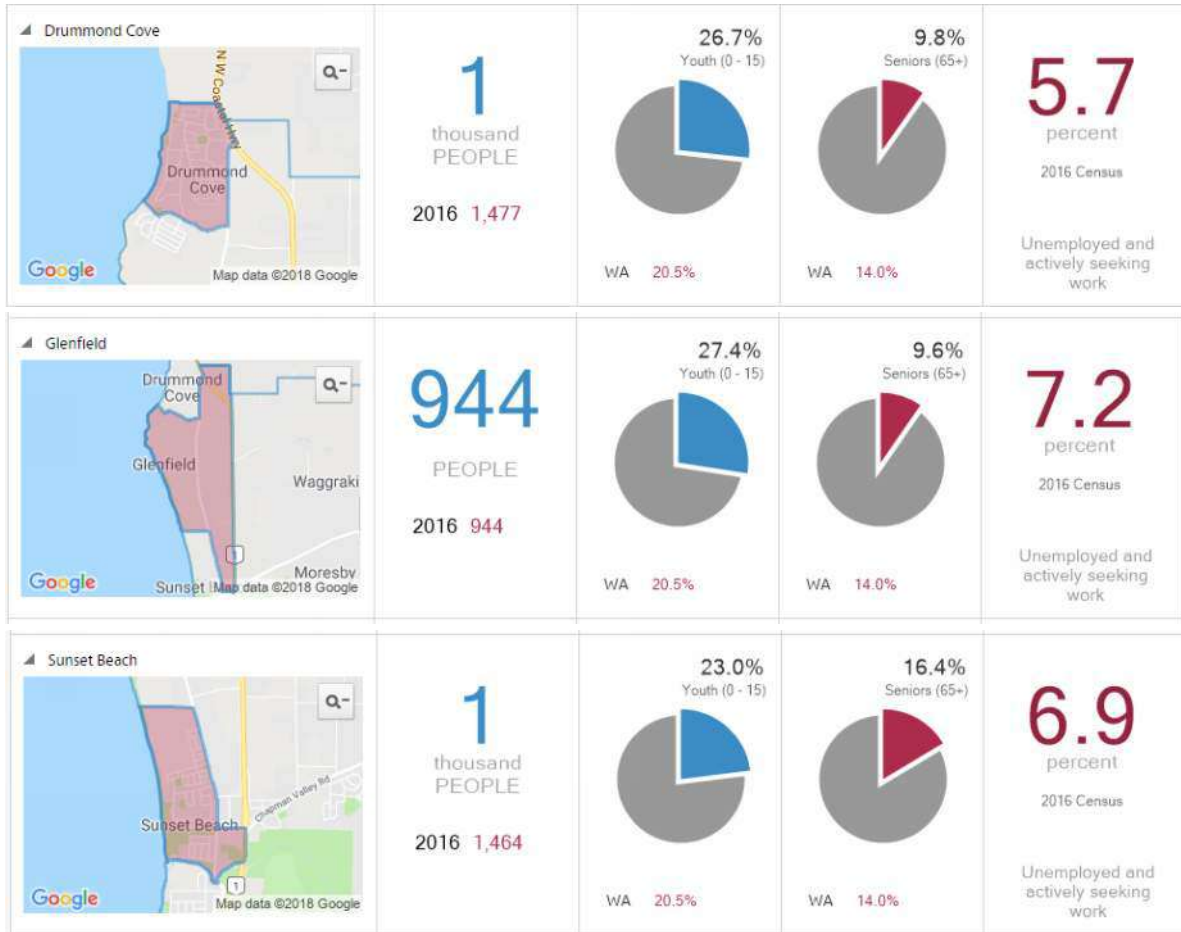 Drummond Cove
N W Coastal Hwy
Drummond
Cove
Google
Map data ©2018 Google
1
thousand
PEOPLE
2016 1,477
26.7%
Youth (0 - 15)
WA 20.5%
9.8%
Seniors (65+)
WA 14.0%
5.7
percent
2016 Census
Unemployed and
actively seeking
work
Glenfield
Drummond
Cove
Glenfield
Waggraki
1
Moresby
Google
Sunset
Map data ©2018 Google
944
PEOPLE
2016 944
27.4%
Youth (0 - 15)
WA 20.5%
9.6%
Seniors (65+)
WA 14.0%
7.2
percent
2016 Census
Unemployed and
actively seeking
work
Sunset Beach
Chapman Valley Rd
Sunset Beach
1
Google
Map data ©2018 Google
1
thousand
PEOPLE
2016 1,464
23.0%
Youth (0 - 15)
WA 20.5%
16.4%
Seniors (65+)
WA 14.0%
6.9
percent
2016 Census
Unemployed and
actively seeking
work